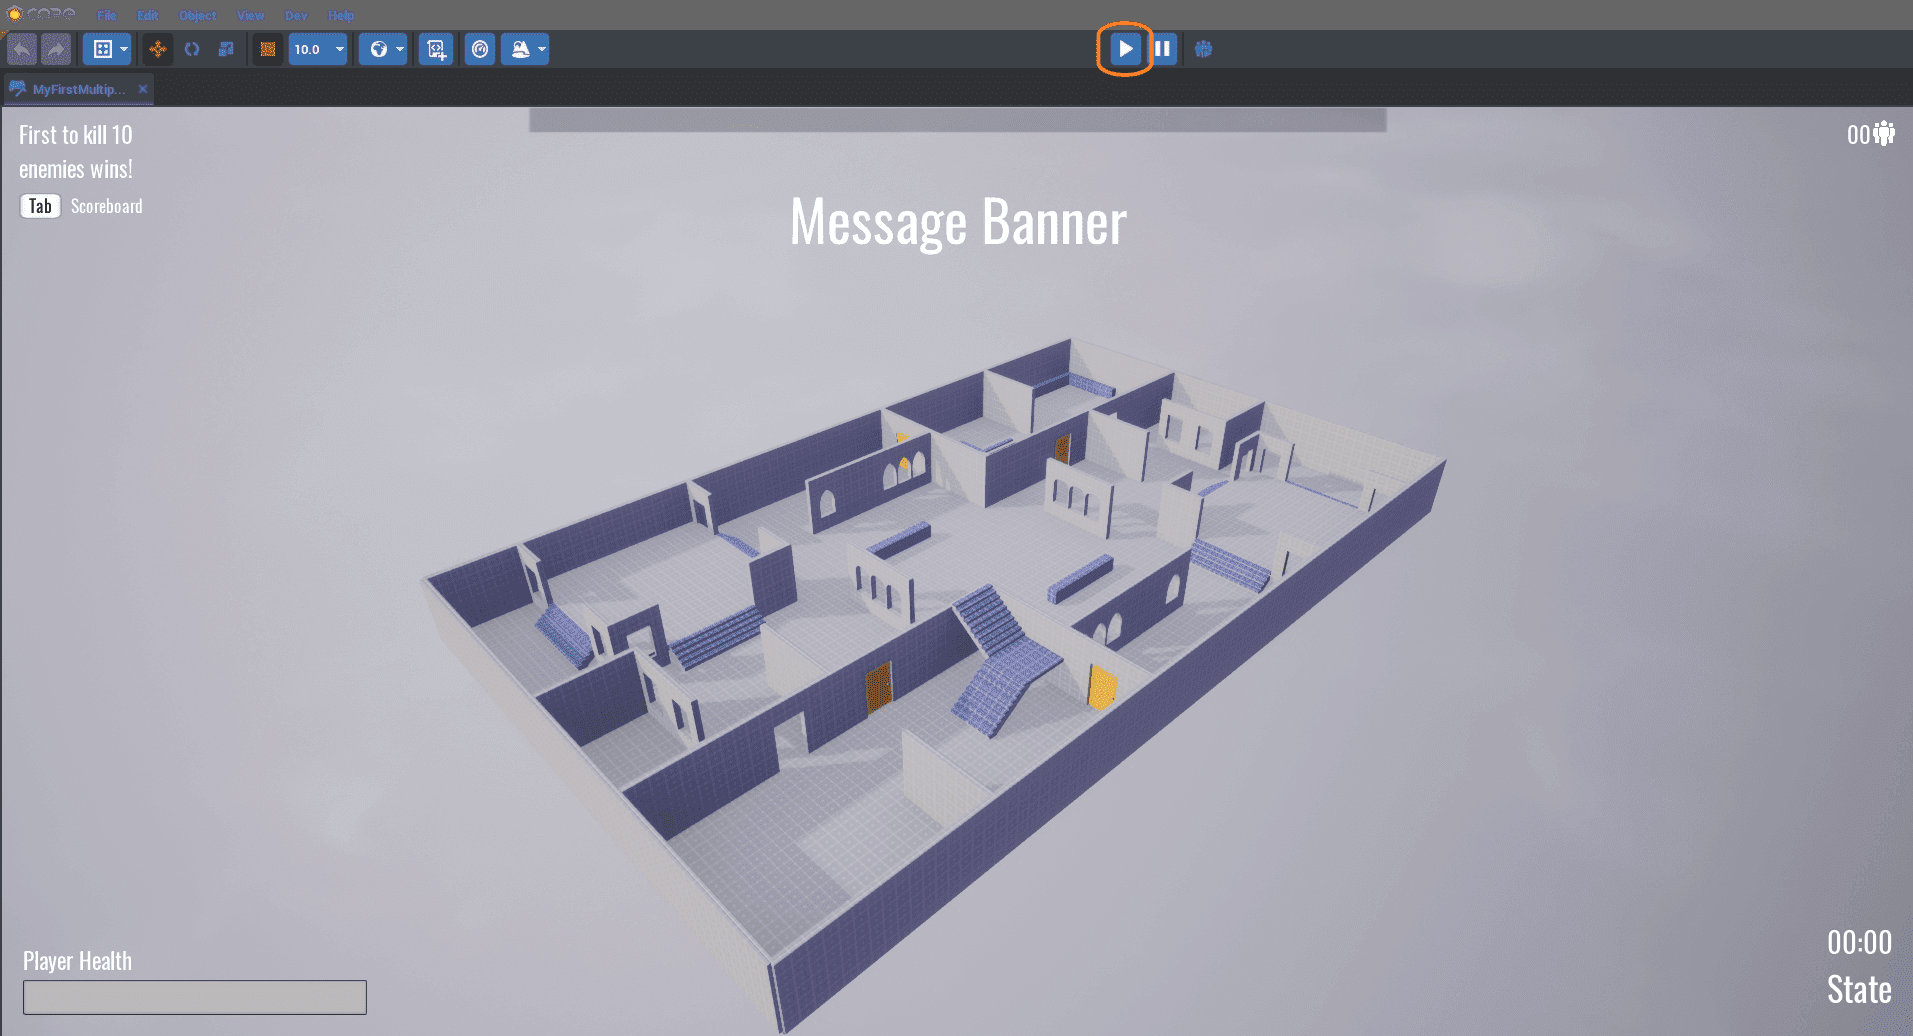 CORE File Edit Object View Dev Help
10.0
MyFirstMultip...
First to kill 10
enemies wins!
Tab Scoreboard
00
Message Banner
Player Health
00:00
State